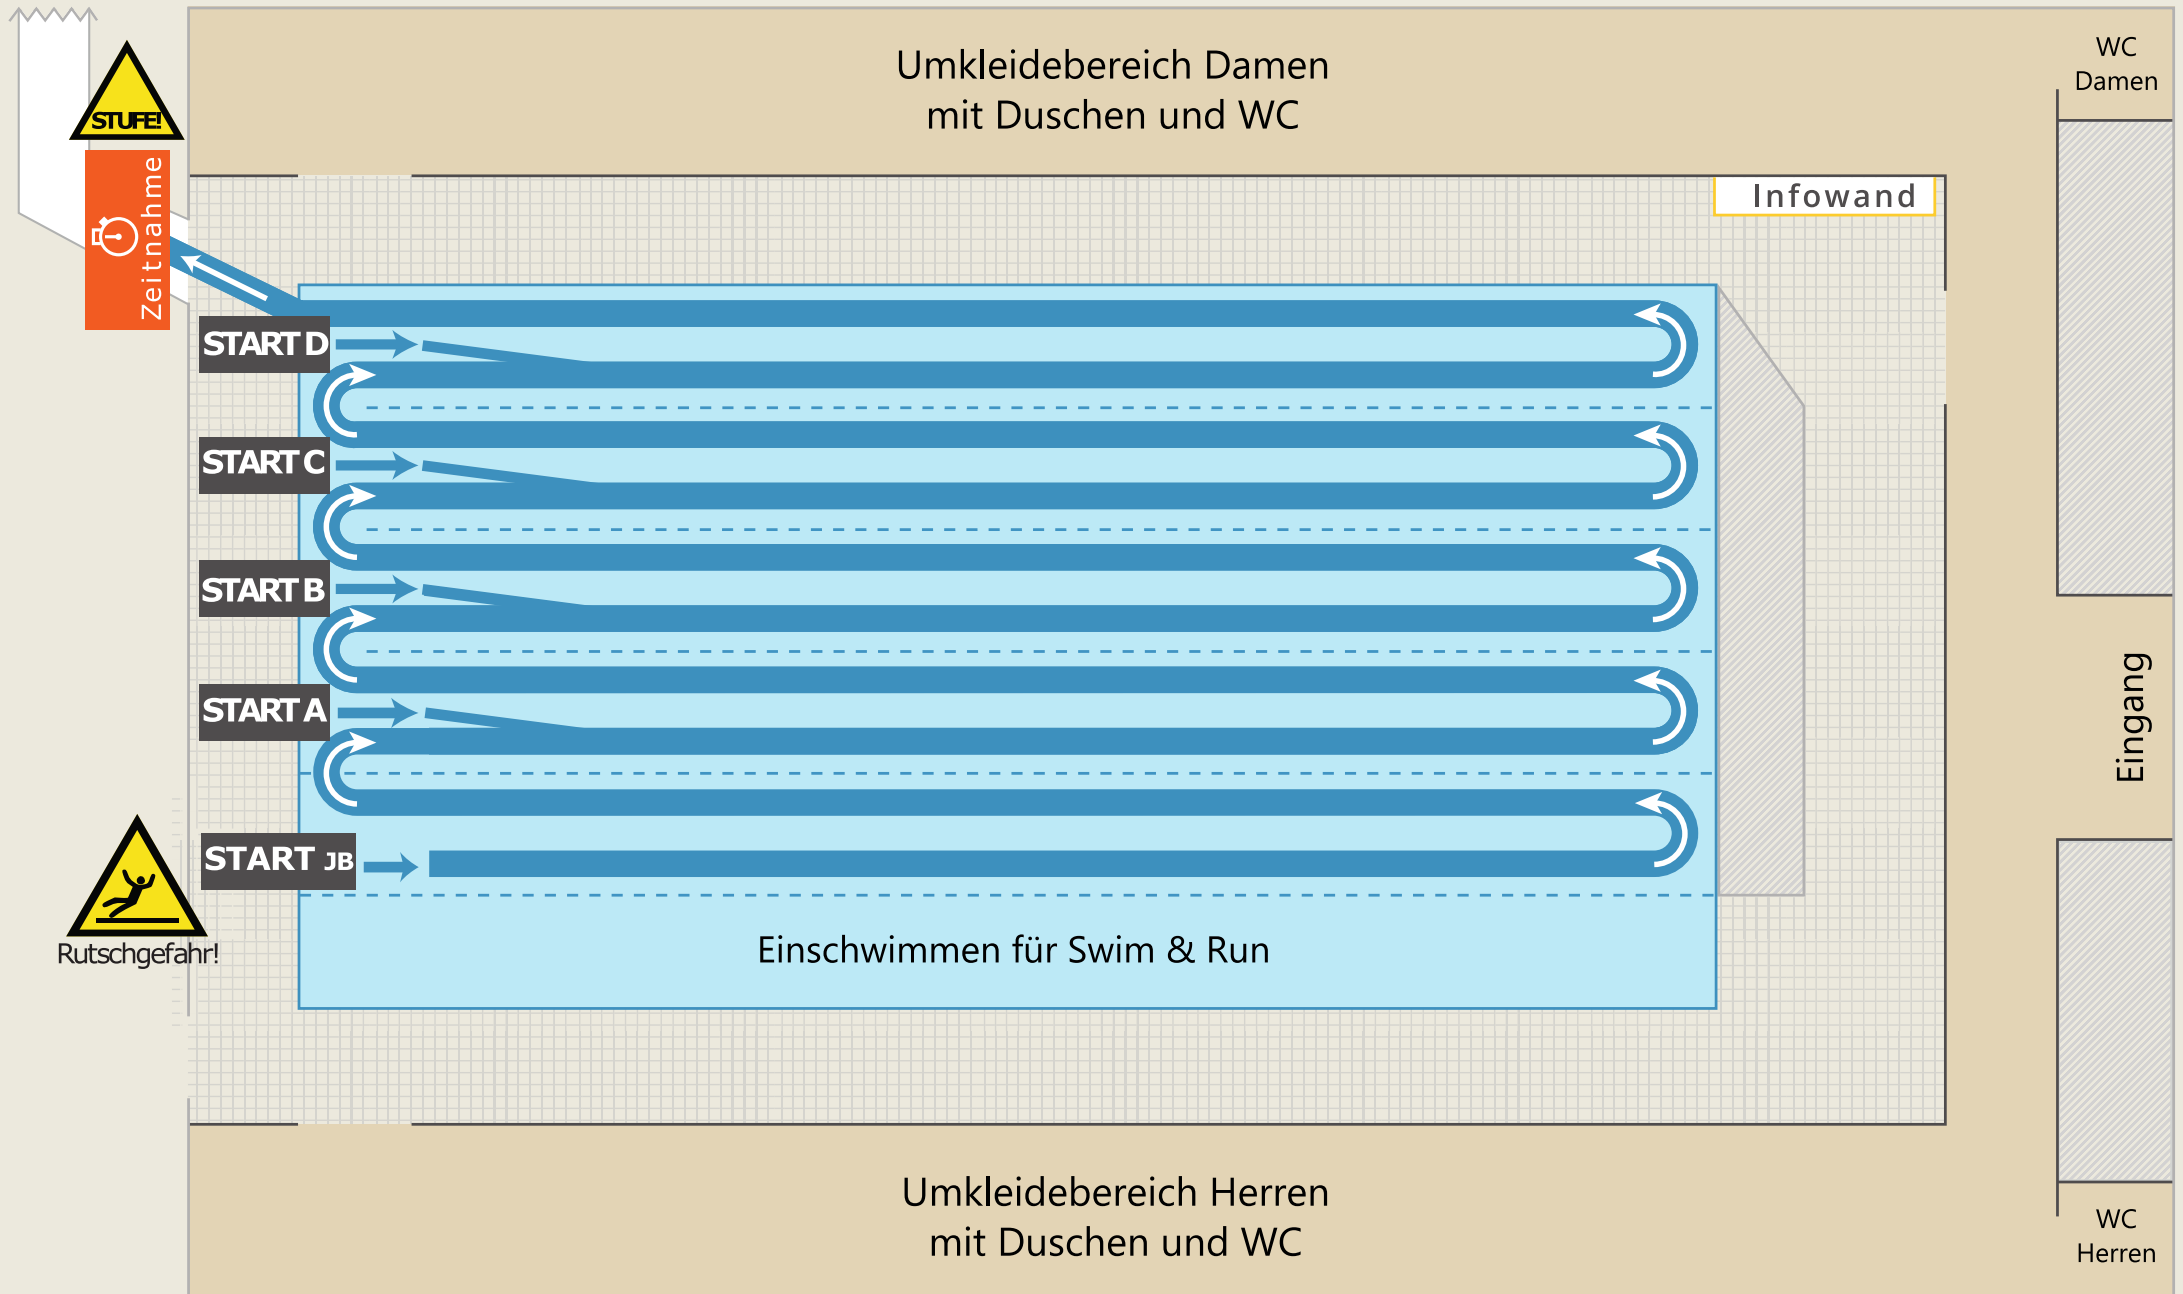 Umkleidebereich Damen
mit Duschen und WC
WC
Damen
STUFE!
Zeitnahme
Infowand
START D
START C
START B
START A
START JB
Eingang
Rutschgefahr!
Einschwimmen für Swim & Run
Umkleidebereich Herren
mit Duschen und WC
WC
Herren